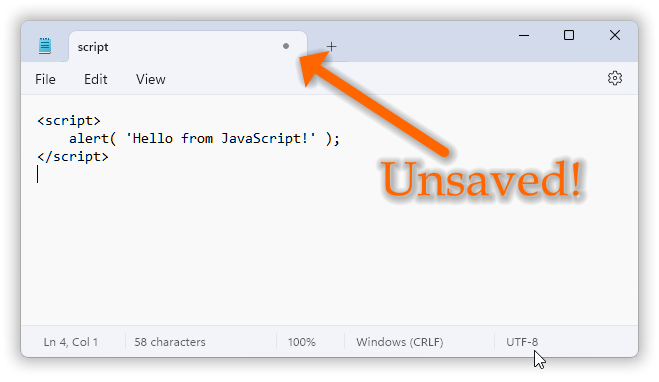 script
File Edit View
<script>
    alert( 'Hello from JavaScript!' );
</script>
Unsaved!
Ln 4, Col 1 58 characters 100% Windows (CRLF) UTF-8